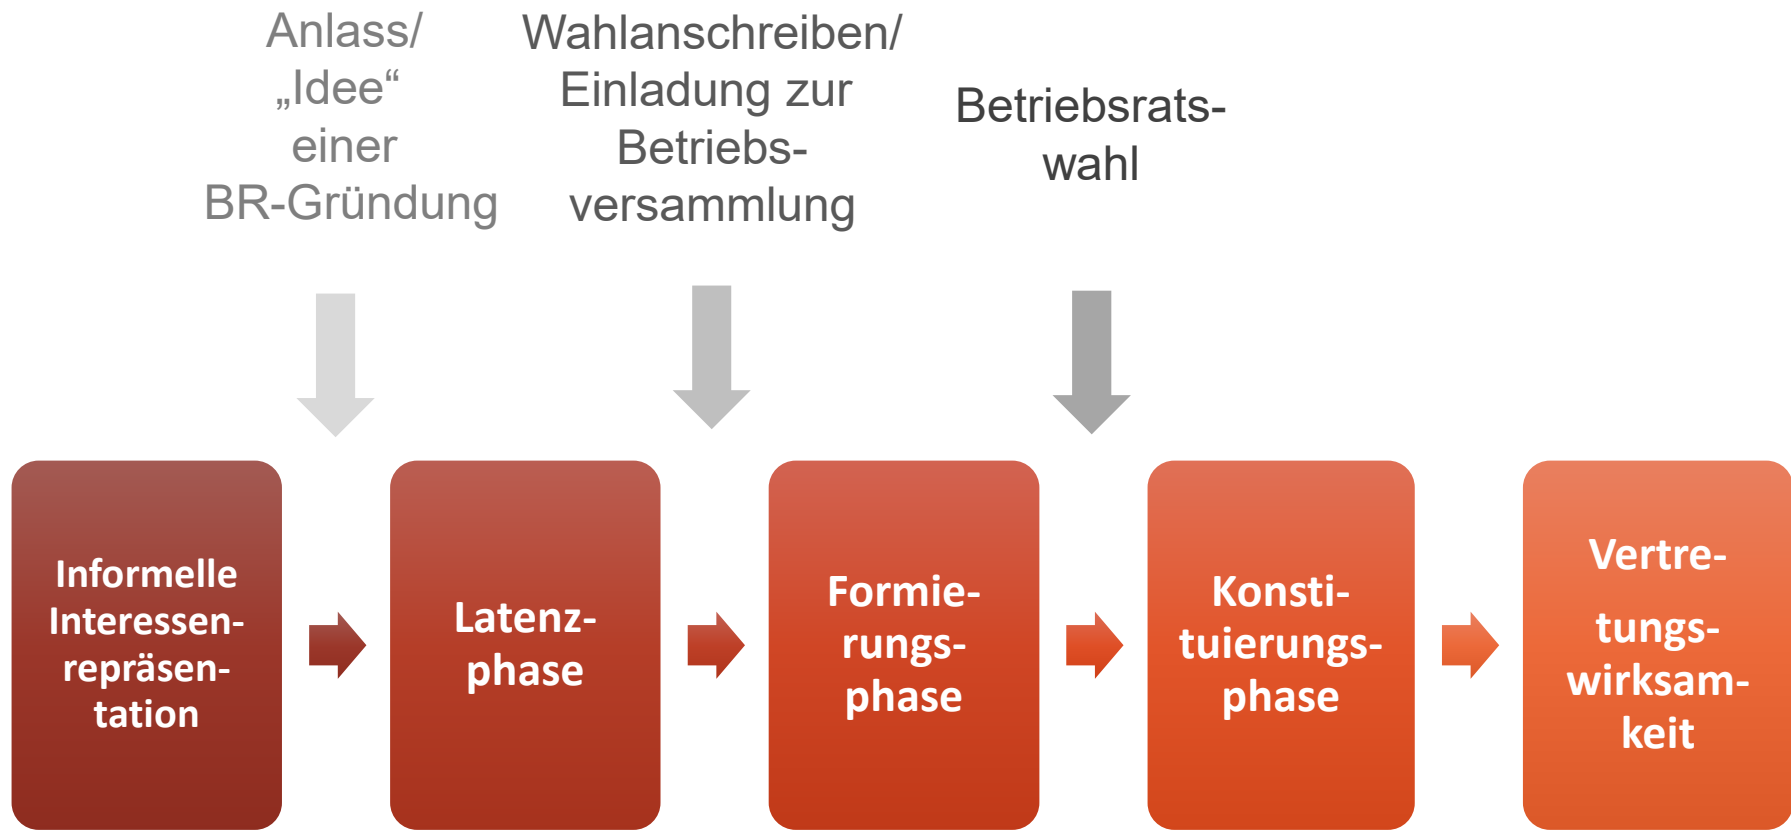 Anlass/
„Idee“
einer
BR-Gründung
Wahlanschreiben/
Einladung zur
Betriebs-
versammlung
Betriebsrats-
wahl
Informelle
Interessen-
repräsen-
tation
Latenz-
phase
Formie-
rungs-
phase
Konsti-
tuierungs-
phase
Vertre-
tungs-
wirksam-
keit